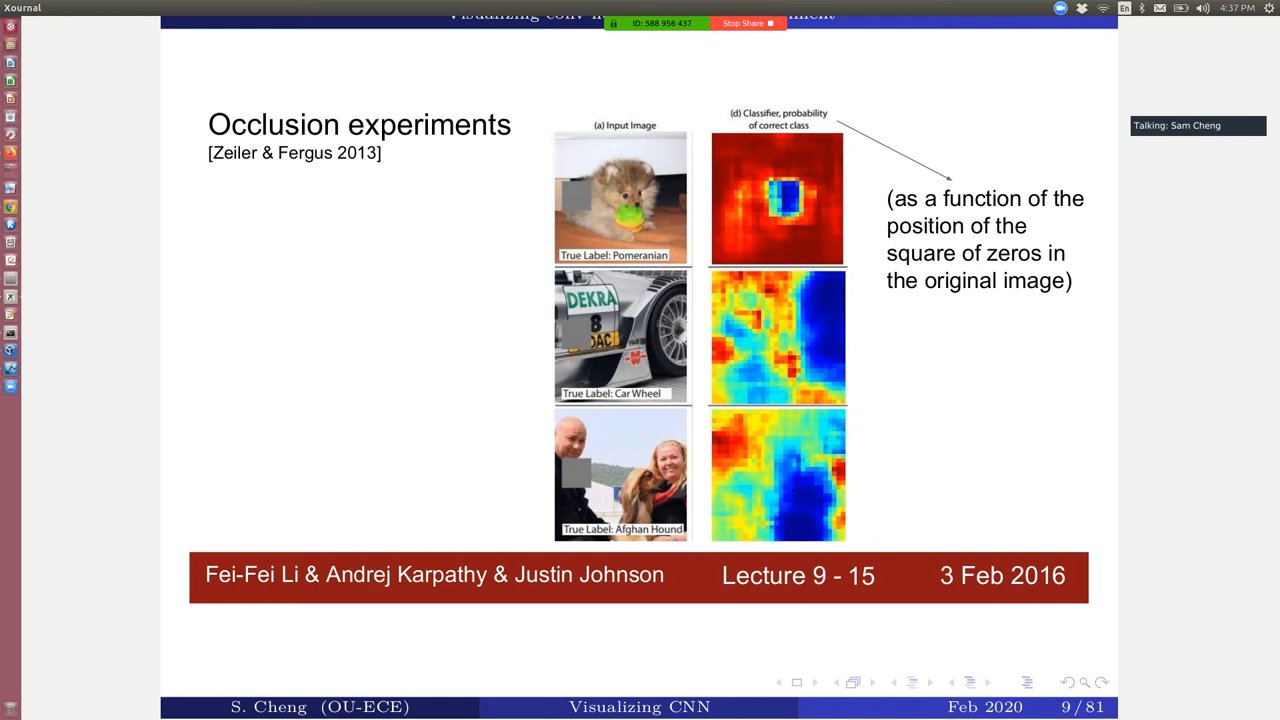 Xournal
En
4:37 PM
ID: 588 956 437
Stop Share
Talking: Sam Cheng
Occlusion experiments
[Zeiler & Fergus 2013]
(a) Input Image
(d) Classifier, probability
of correct class
(as a function of the
position of the
square of zeros in
the original image)
True Label: Pomeranian
DEKRA
8
DAC
True Label: Car Wheel
True Label: Afghan Hound
Fei-Fei Li & Andrej Karpathy & Justin Johnson
Lecture 9 - 15
3 Feb 2016
S. Cheng (OU-ECE)
Visualizing CNN
Feb 2020
9 / 81